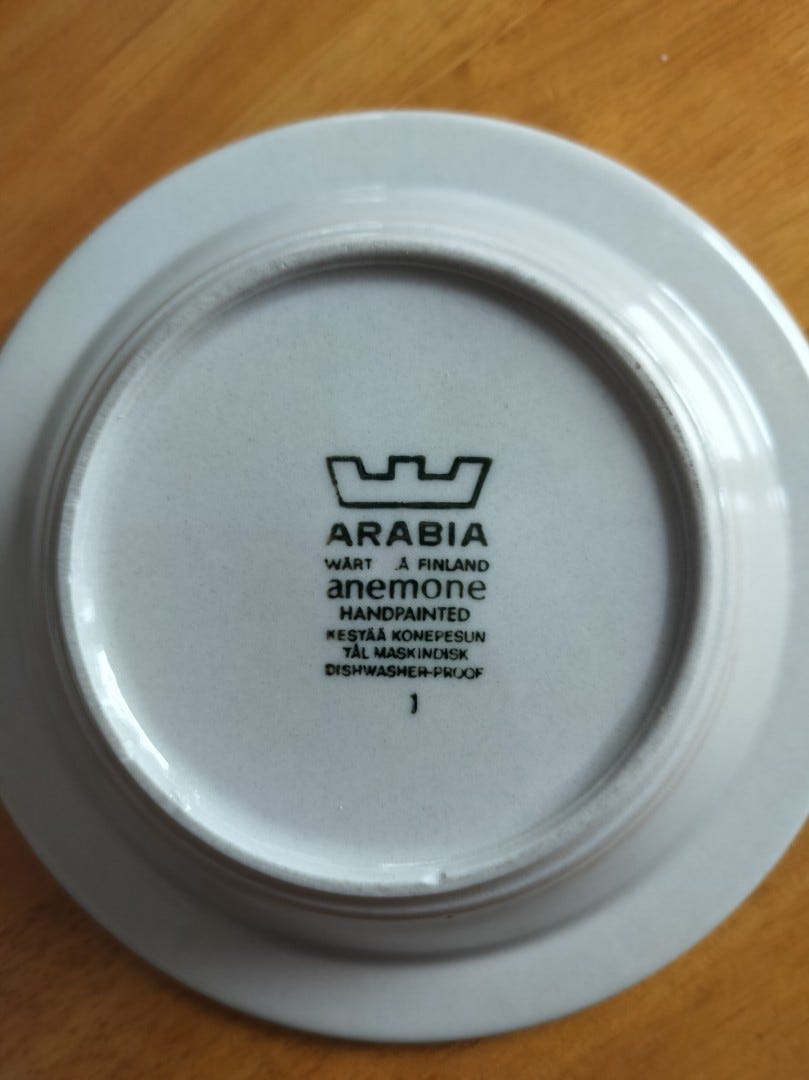 ARABIA
WÄRT .Ä FINLAND
anemone
HANDPAINTED
KESTÄÄ KONEPESUN
TÅL MASKINDISK
DISHWASHER-PROOF
1